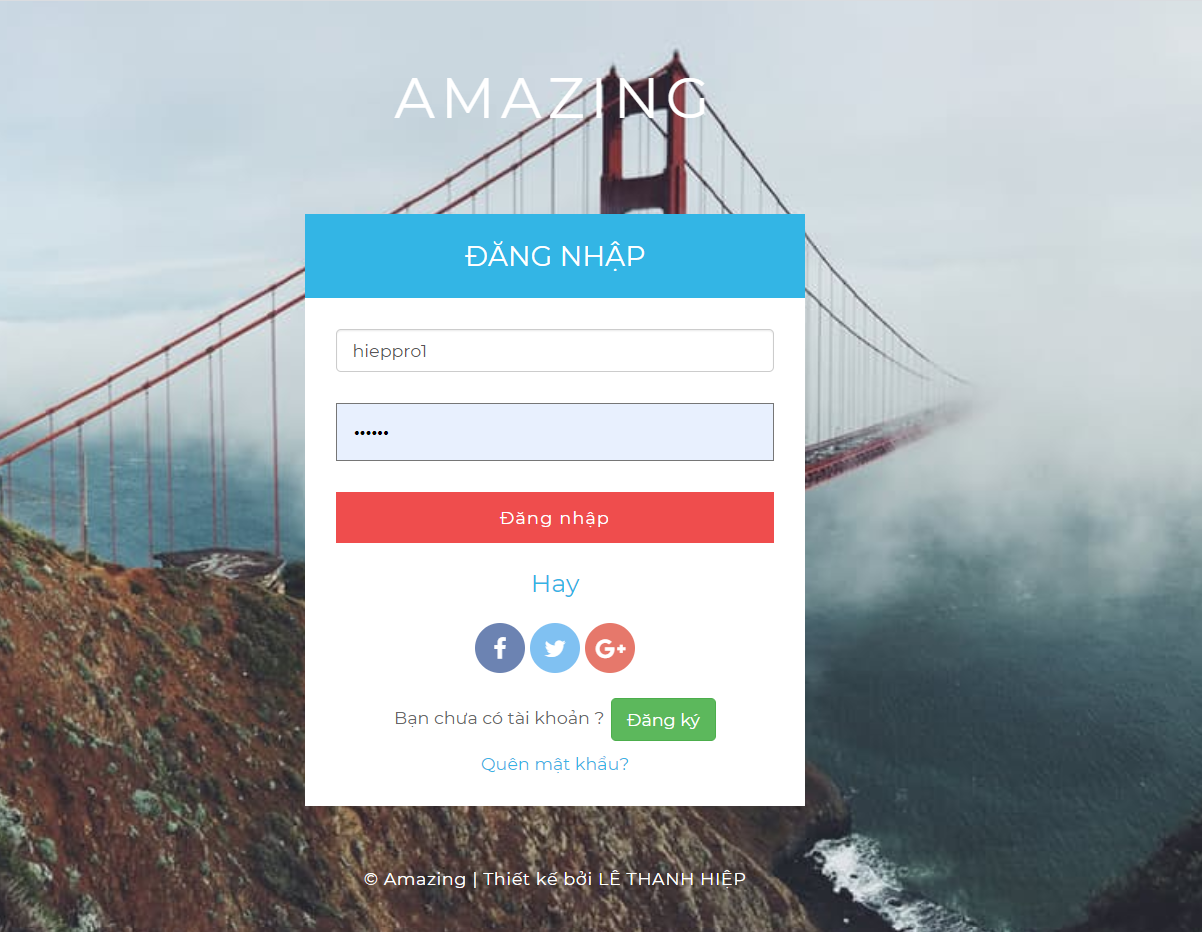 AMAZING
ĐĂNG NHẬP
hieppro1
••••••
Đăng nhập
Hay
f
G+
Bạn chưa có tài khoản ? Đăng ký
Quên mật khẩu?
© Amazing | Thiết kế bởi LÊ THANH HIỆP